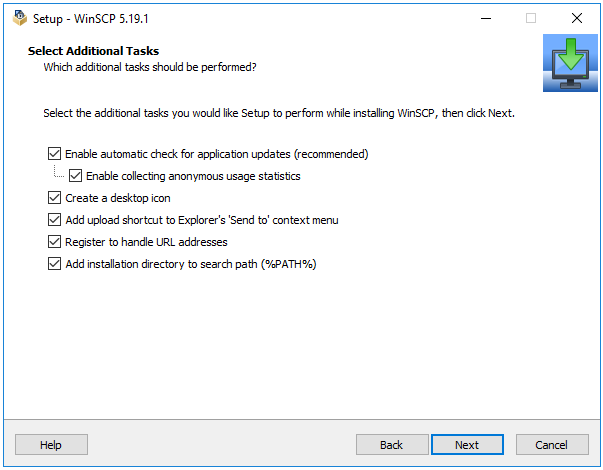 Setup - WinSCP 5.19.1
Select Additional Tasks
Which additional tasks should be performed?
Select the additional tasks you would like Setup to perform while installing WinSCP, then click Next.
Enable automatic check for application updates (recommended)
Enable collecting anonymous usage statistics
Create a desktop icon
Add upload shortcut to Explorer's 'Send to' context menu
Register to handle URL addresses
Add installation directory to search path (%PATH%)
Help Back Next Cancel